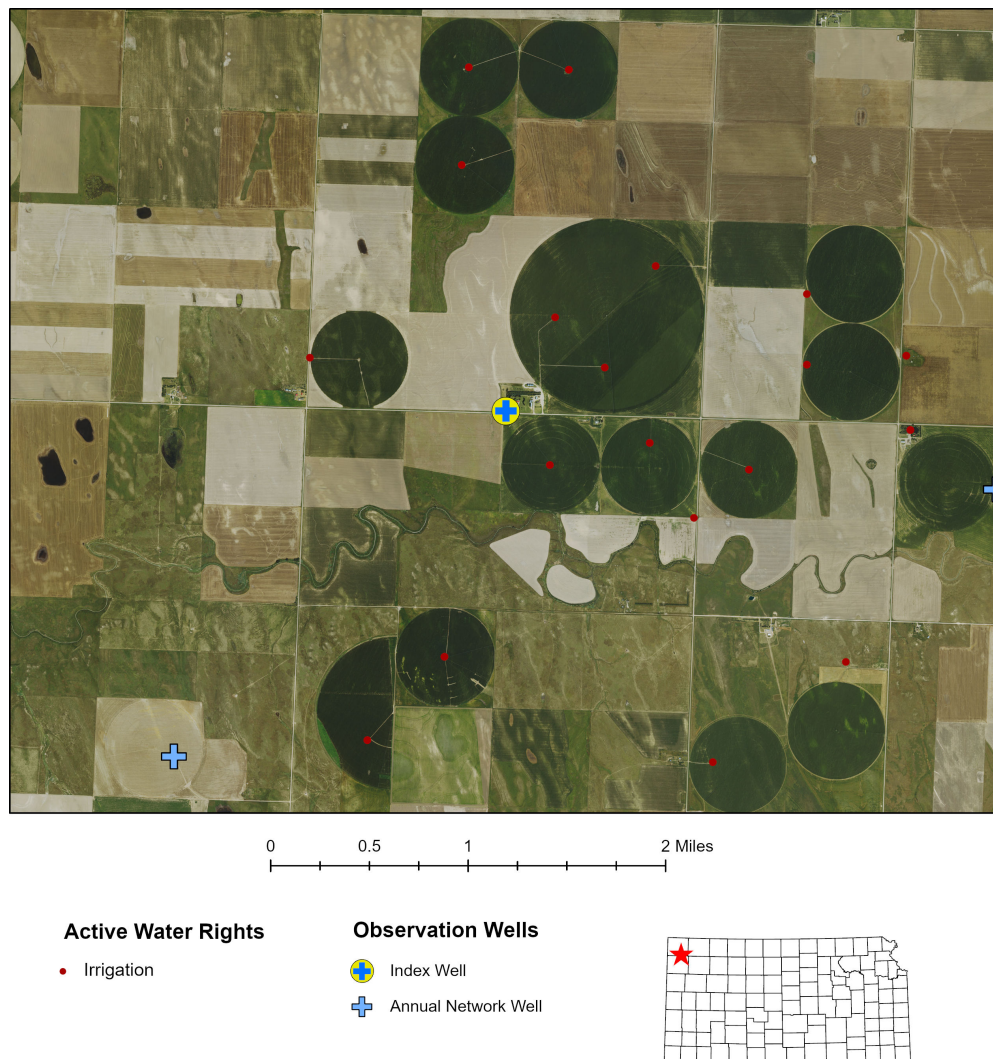 0 0.5 1 2 Miles
Active Water Rights
Irrigation
Observation Wells
Index Well
Annual Network Well